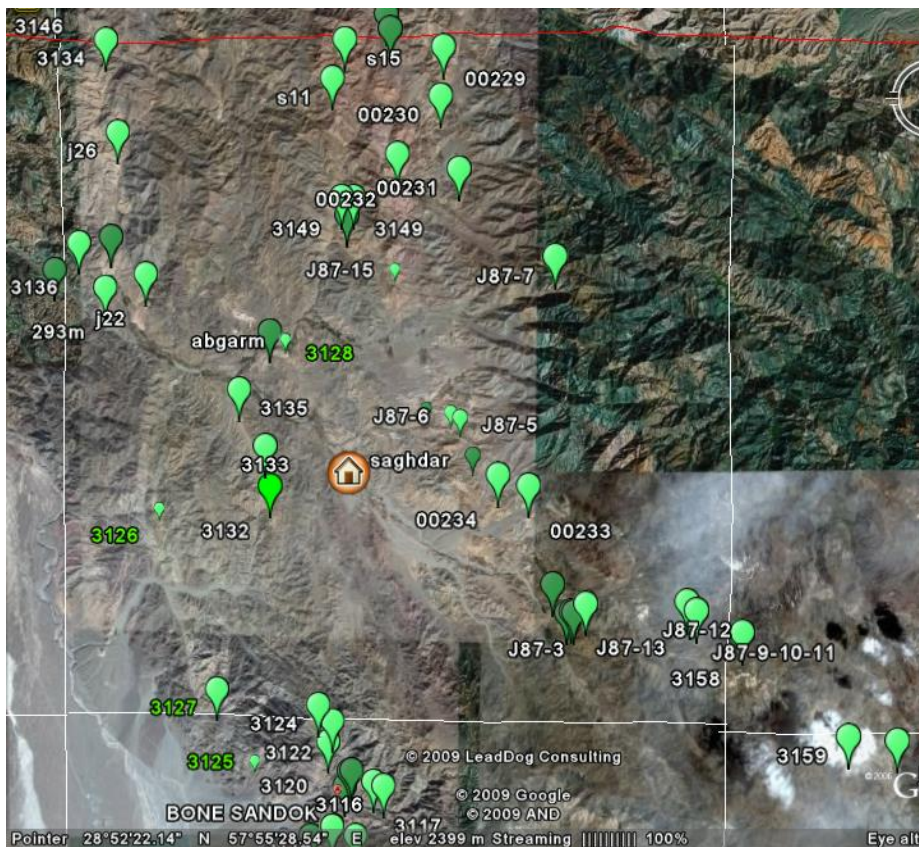 3146
3134
s15
00229
s11
00230
j26
00231
00232
3149
3149
J87-15
J87-7
3136
j22
293m
abgarm
3128
3135
J87-6
J87-5
3133
saghdar
3132
00234
00233
3126
J87-12
J87-3
J87-13
J87-9-10-11
3158
3127
3124
3122
3125
© 2009 LeadDog Consulting
3159
3120
© 2006
G
3116
© 2009 Google
BONE SANDOK
© 2009 AND
3117
Pointer 28°52'22.14" N 57°55'28.54" E elev 2399 m Streaming |||||||||| 100% Eye alt